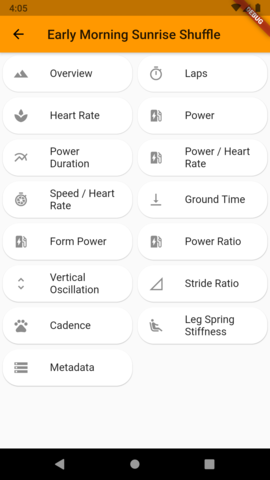 4:05
DEBUG
Early Morning Sunrise Shuffle
Overview
Laps
Heart Rate
Power
Power
Duration
Power / Heart
Rate
Speed / Heart
Rate
Ground Time
Form Power
Power Ratio
Vertical
Oscillation
Stride Ratio
Cadence
Leg Spring
Stiffness
Metadata